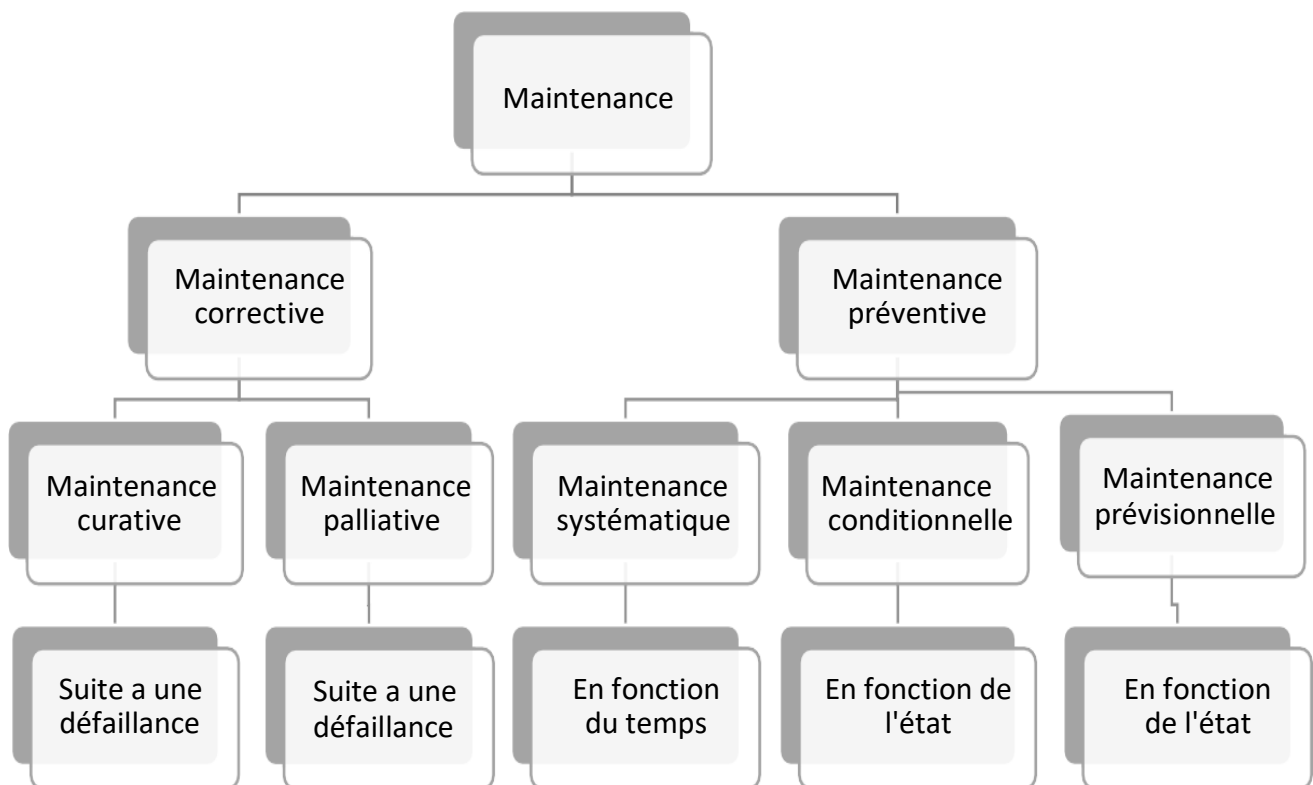 Maintenance
Maintenance
corrective
Maintenance
préventive
Maintenance
curative
Maintenance
palliative
Maintenance
systématique
Maintenance
conditionnelle
Maintenance
prévisionnelle
Suite a une
défaillance
Suite a une
défaillance
En fonction
du temps
En fonction de
l'état
En fonction
de l'état